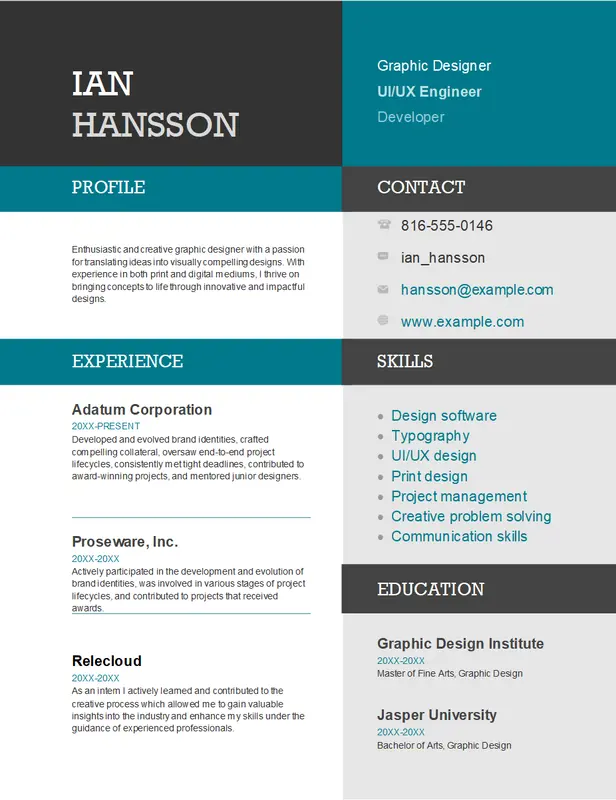 IAN
HANSSON
Graphic Designer
UI/UX Engineer
Developer
PROFILE
Enthusiastic and creative graphic designer with a passion
for translating ideas into visually compelling designs. With
experience in both print and digital mediums, I thrive on
bringing concepts to life through innovative and impactful
designs.
CONTACT
816-555-0146
ian_hansson
hansson@example.com
www.example.com
EXPERIENCE
Adatum Corporation
20XX-PRESENT
Developed and evolved brand identities, crafted
compelling collateral, oversaw end-to-end project
lifecycles, consistently met tight deadlines, contributed to
award-winning projects, and mentored junior designers.
Proseware, Inc.
20XX-20XX
Actively participated in the development and evolution of
brand identities, was involved in various stages of project
lifecycles, and contributed to projects that received
awards.
Relecloud
20XX-20XX
As an intern I actively learned and contributed to the
creative process which allowed me to gain valuable
insights into the industry and enhance my skills under the
guidance of experienced professionals.
SKILLS
Design software
Typography
UI/UX design
Print design
Project management
Creative problem solving
Communication skills
EDUCATION
Graphic Design Institute
20XX-20XX
Master of Fine Arts, Graphic Design
Jasper University
20XX-20XX
Bachelor of Arts, Graphic Design